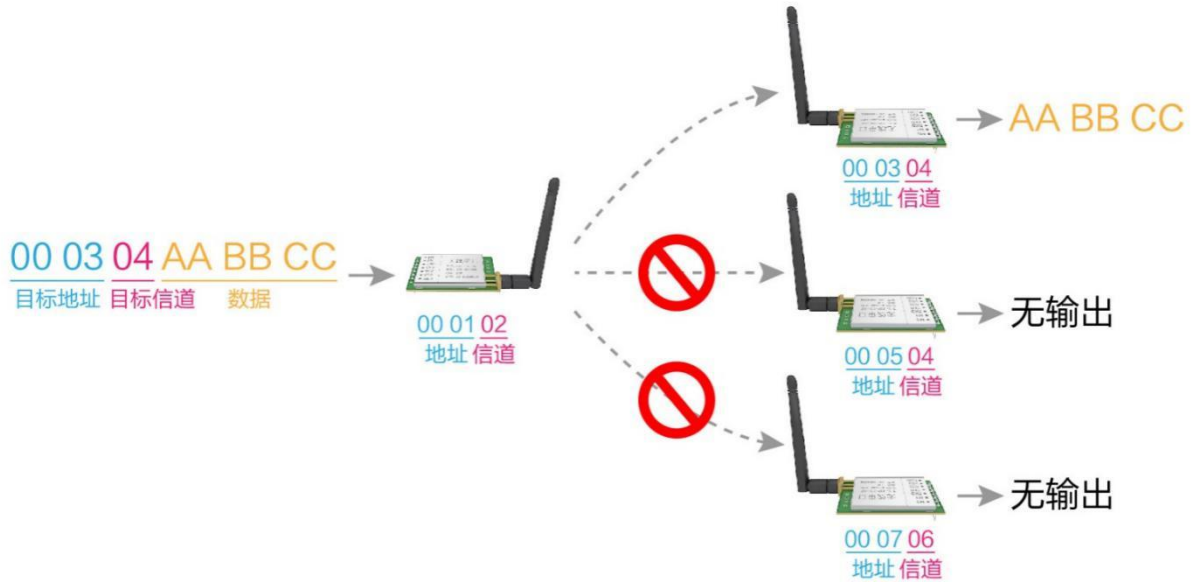 00 03 04 AA BB CC
目标地址 目标信道 数据
00 01 02
地址 信道
AA BB CC
00 03 04
地址 信道
无输出
00 05 04
地址 信道
无输出
00 07 06
地址 信道